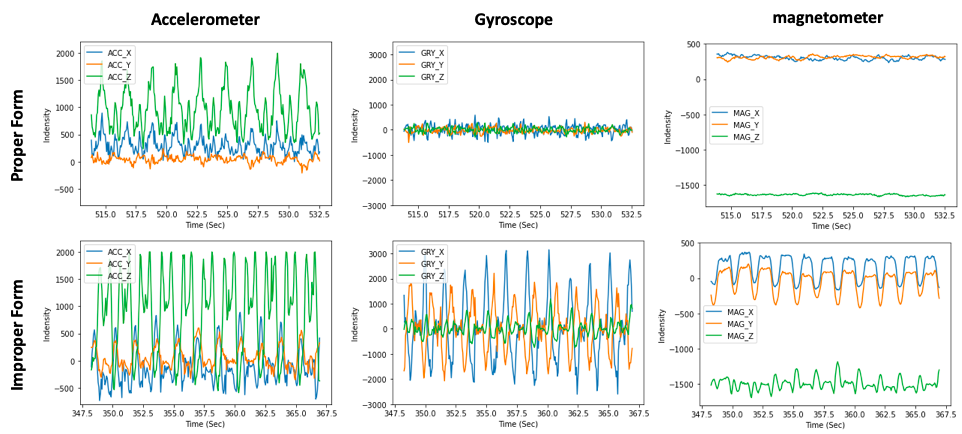 Accelerometer Gyroscope magnetometer
Proper Form
Indensity
2000
1500
1000
500
0
−500
ACC_X
ACC_Y
ACC_Z
515.0 517.5 520.0 522.5 525.0 527.5 530.0 532.5
Time (Sec)
Indensity
3000
2000
1000
0
−1000
−2000
−3000
GRY_X
GRY_Y
GRY_Z
515.0 517.5 520.0 522.5 525.0 527.5 530.0 532.5
Time (Sec)
Indensity
500
0
−500
−1000
−1500
MAG_X
MAG_Y
MAG_Z
515.0 517.5 520.0 522.5 525.0 527.5 530.0 532.5
Time (Sec)
Improper Form
Indensity
2000
1500
1000
500
0
−500
ACC_X
ACC_Y
ACC_Z
347.5 350.0 352.5 355.0 357.5 360.0 362.5 365.0 367.5
Time (Sec)
Indensity
3000
2000
1000
0
−1000
−2000
−3000
GRY_X
GRY_Y
GRY_Z
347.5 350.0 352.5 355.0 357.5 360.0 362.5 365.0 367.5
Time (Sec)
Indensity
500
0
−500
−1000
−1500
MAG_X
MAG_Y
MAG_Z
347.5 350.0 352.5 355.0 357.5 360.0 362.5 365.0 367.5
Time (Sec)